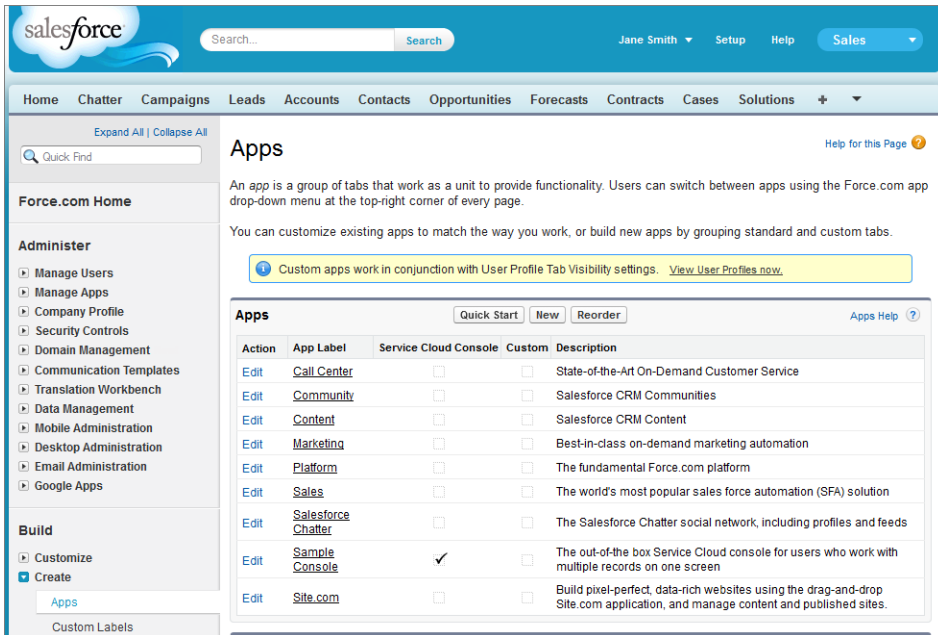 salesforce
Search...
Search
Jane Smith
Setup
Help
Sales
Home Chatter Campaigns Leads Accounts Contacts Opportunities Forecasts Contracts Cases Solutions +
Expand All | Collapse All
Quick Find
Force.com Home
Administer
Manage Users
Manage Apps
Company Profile
Security Controls
Domain Management
Communication Templates
Translation Workbench
Data Management
Mobile Administration
Desktop Administration
Email Administration
Google Apps
Build
Customize
Create
Apps
Custom Labels
Apps
Help for this Page ?
An app is a group of tabs that work as a unit to provide functionality. Users can switch between apps using the Force.com app
drop-down menu at the top-right corner of every page.
You can customize existing apps to match the way you work, or build new apps by grouping standard and custom tabs.
i Custom apps work in conjunction with User Profile Tab Visibility settings. View User Profiles now.
Apps Quick Start New Reorder Apps Help ?
Action App Label Service Cloud Console Custom Description
Edit Call Center State-of-the-Art On-Demand Customer Service
Edit Community Salesforce CRM Communities
Edit Content Salesforce CRM Content
Edit Marketing Best-in-class on-demand marketing automation
Edit Platform The fundamental Force.com platform
Edit Sales The world's most popular sales force automation (SFA) solution
Edit Salesforce
Chatter The Salesforce Chatter social network, including profiles and feeds
Edit Sample
Console ✓ The out-of-the box Service Cloud console for users who work with
multiple records on one screen
Edit Site.com Build pixel-perfect, data-rich websites using the drag-and-drop
Site.com application, and manage content and published sites.